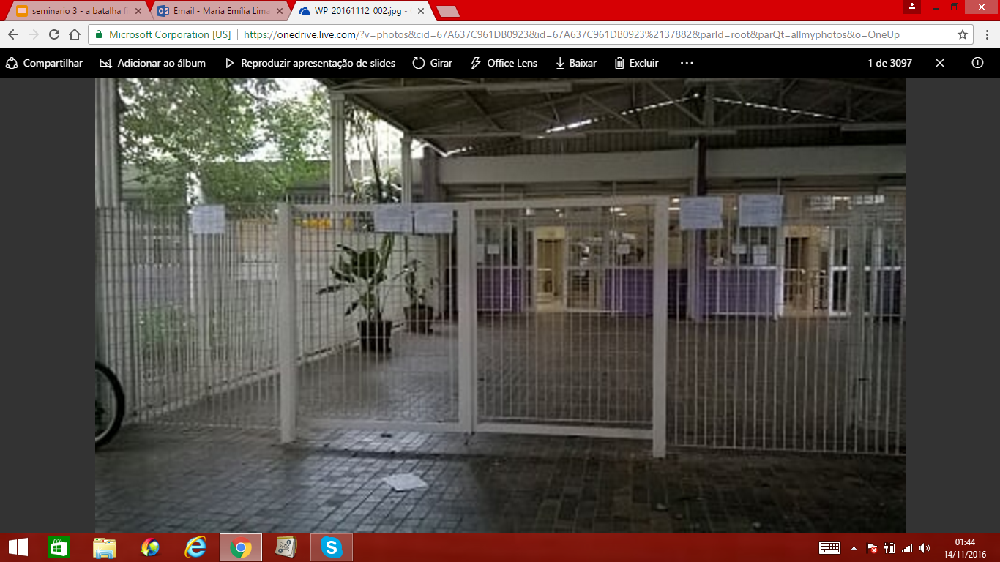 seminario 3 - a batalha f
Email - Maria Emília Lima
WP_20161112_002.jpg -
Microsoft Corporation [US]
https://onedrive.live.com/?v=photos&cid=67A637C961DB0923&id=67A637C961DB0923%2137882&parId=root&parQt=allmyphotos&o=OneUp
Compartilhar
Adicionar ao álbum
Reproduzir apresentação de slides
Girar
Office Lens
Baixar
Excluir
1 de 3097
01:44
14/11/2016